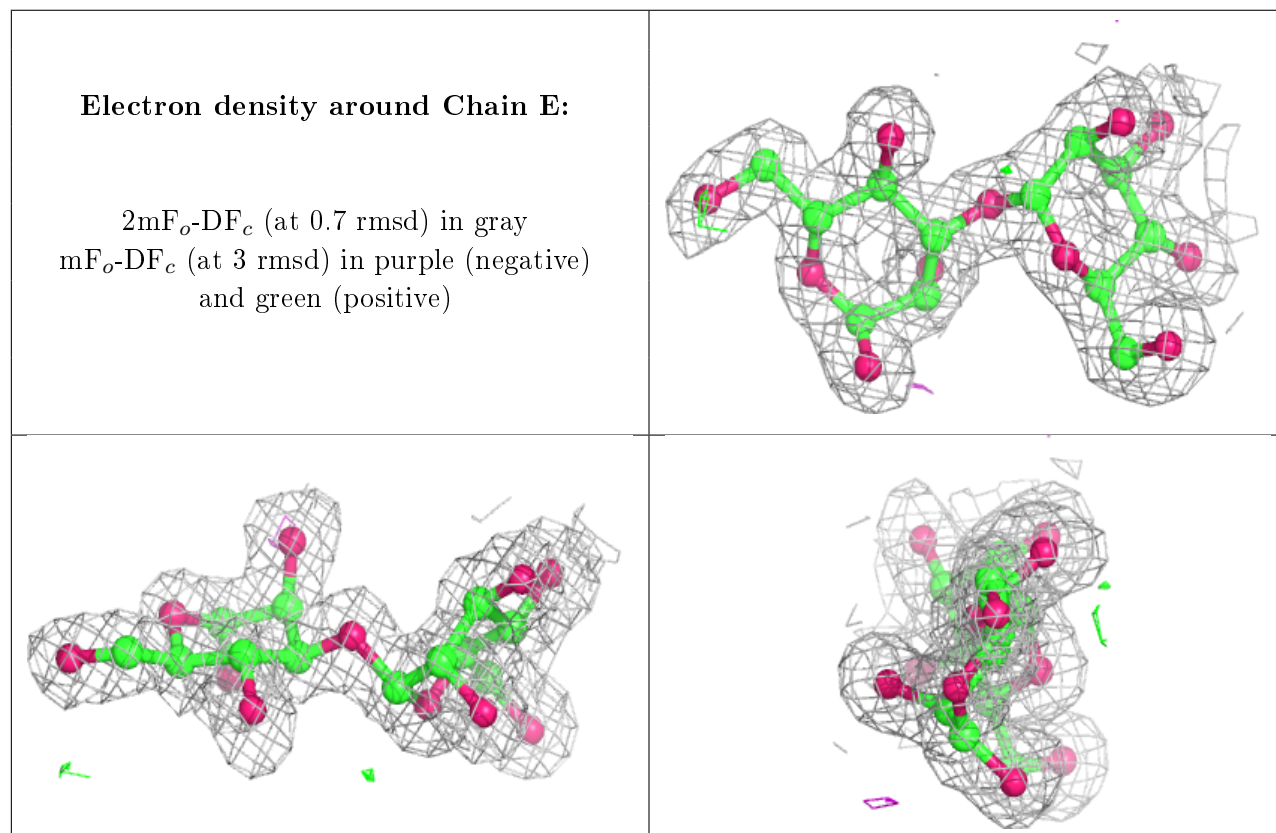 Electron density around Chain E:
2mFₒ-DF𝒸 (at 0.7 rmsd) in gray
mFₒ-DF𝒸 (at 3 rmsd) in purple (negative)
and green (positive)